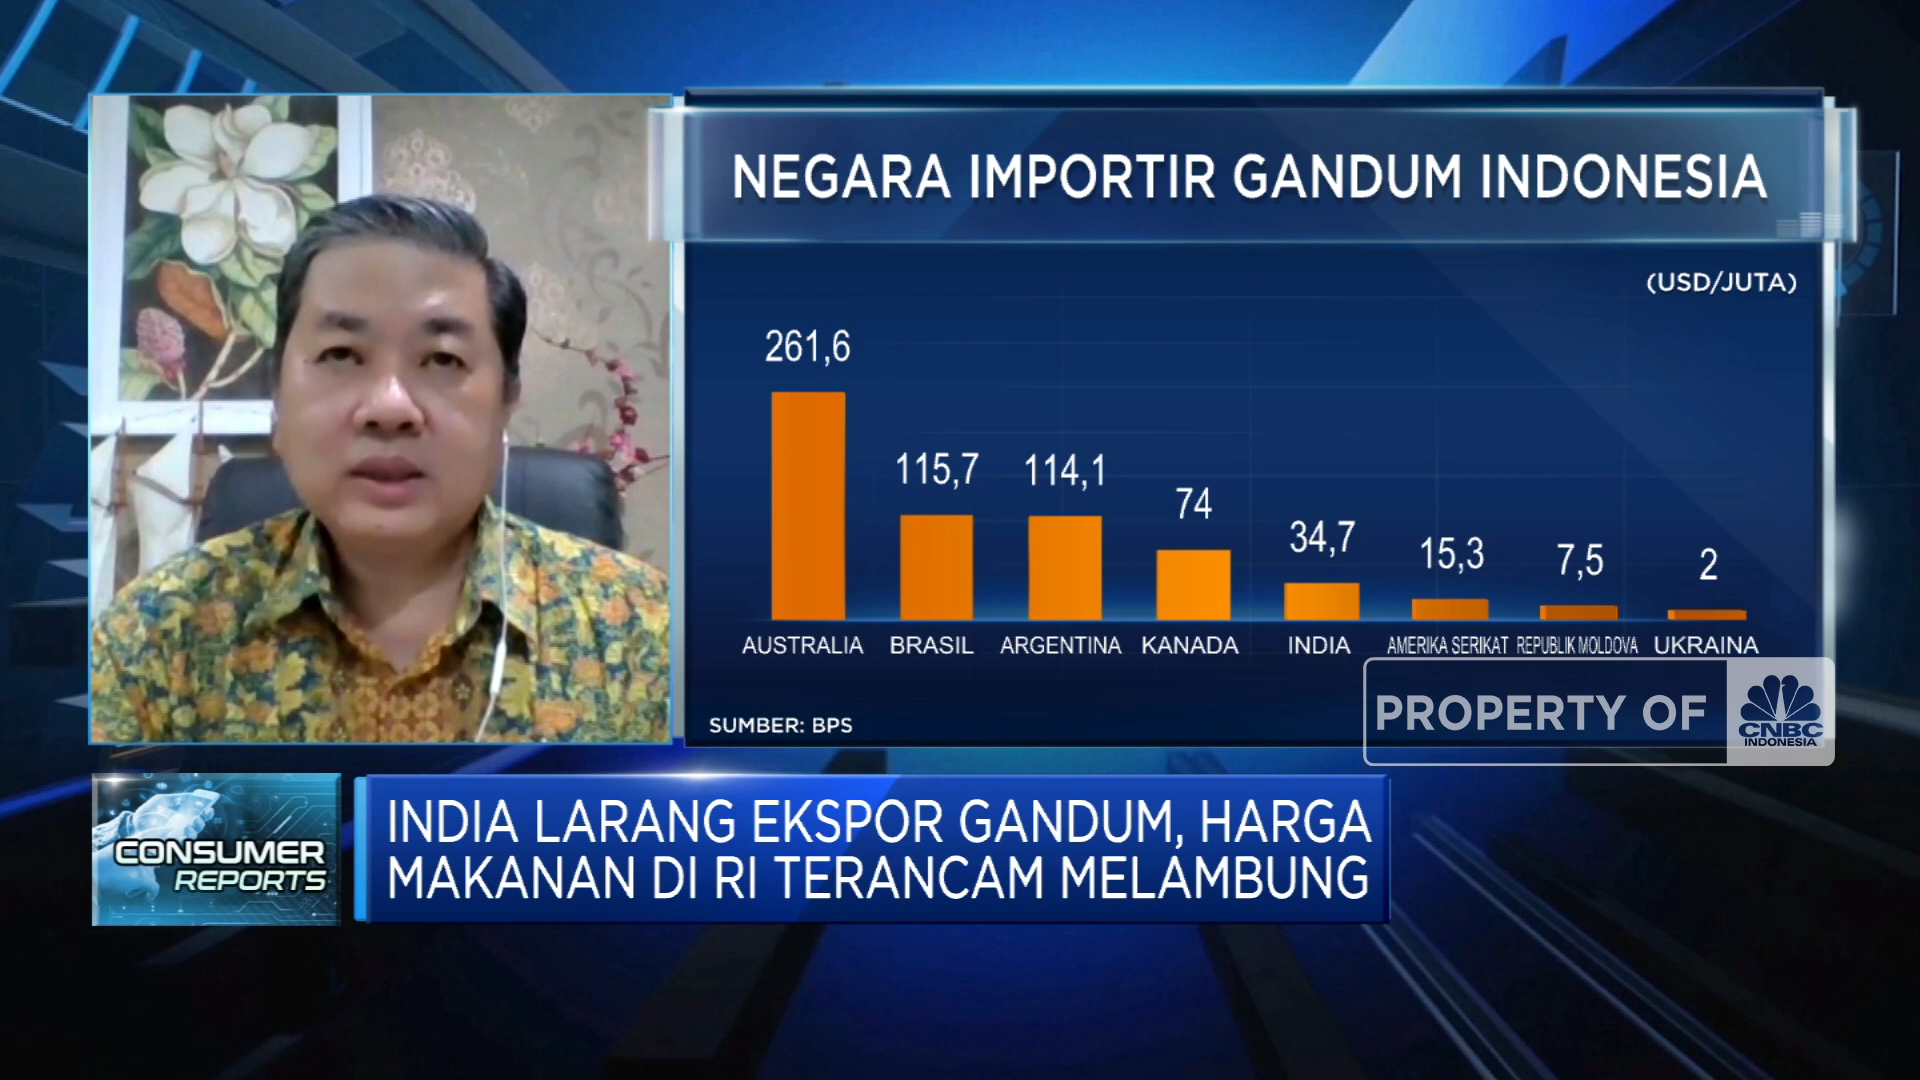 NEGARA IMPORTIR GANDUM INDONESIA
(USD/JUTA)
261,6
115,7
114,1
74
34,7
15,3
7,5
2
AUSTRALIA
BRASIL
ARGENTINA
KANADA
INDIA
AMERIKA SERIKAT
REPUBLIK MOLDOVA
UKRAINA
SUMBER: BPS
PROPERTY OF
CNBC
INDONESIA
CONSUMER
REPORTS
INDIA LARANG EKSPOR GANDUM, HARGA
MAKANAN DI RI TERANCAM MELAMBUNG